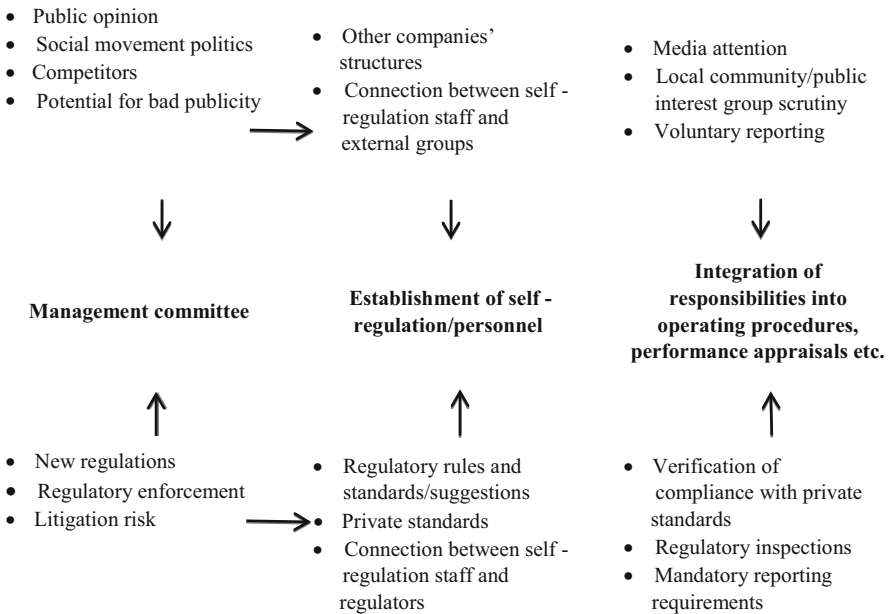 • Public opinion
• Social movement politics
• Competitors
• Potential for bad publicity
• Other companies'
structures
• Connection between self -
regulation staff and
external groups
• Media attention
• Local community/public
interest group scrutiny
• Voluntary reporting
Management committee
Establishment of self -
regulation/personnel
Integration of
responsibilities into
operating procedures,
performance appraisals etc.
• New regulations
• Regulatory enforcement
• Litigation risk
• Regulatory rules and
standards/suggestions
• Private standards
• Connection between self -
regulation staff and
regulators
• Verification of
compliance with private
standards
• Regulatory inspections
• Mandatory reporting
requirements